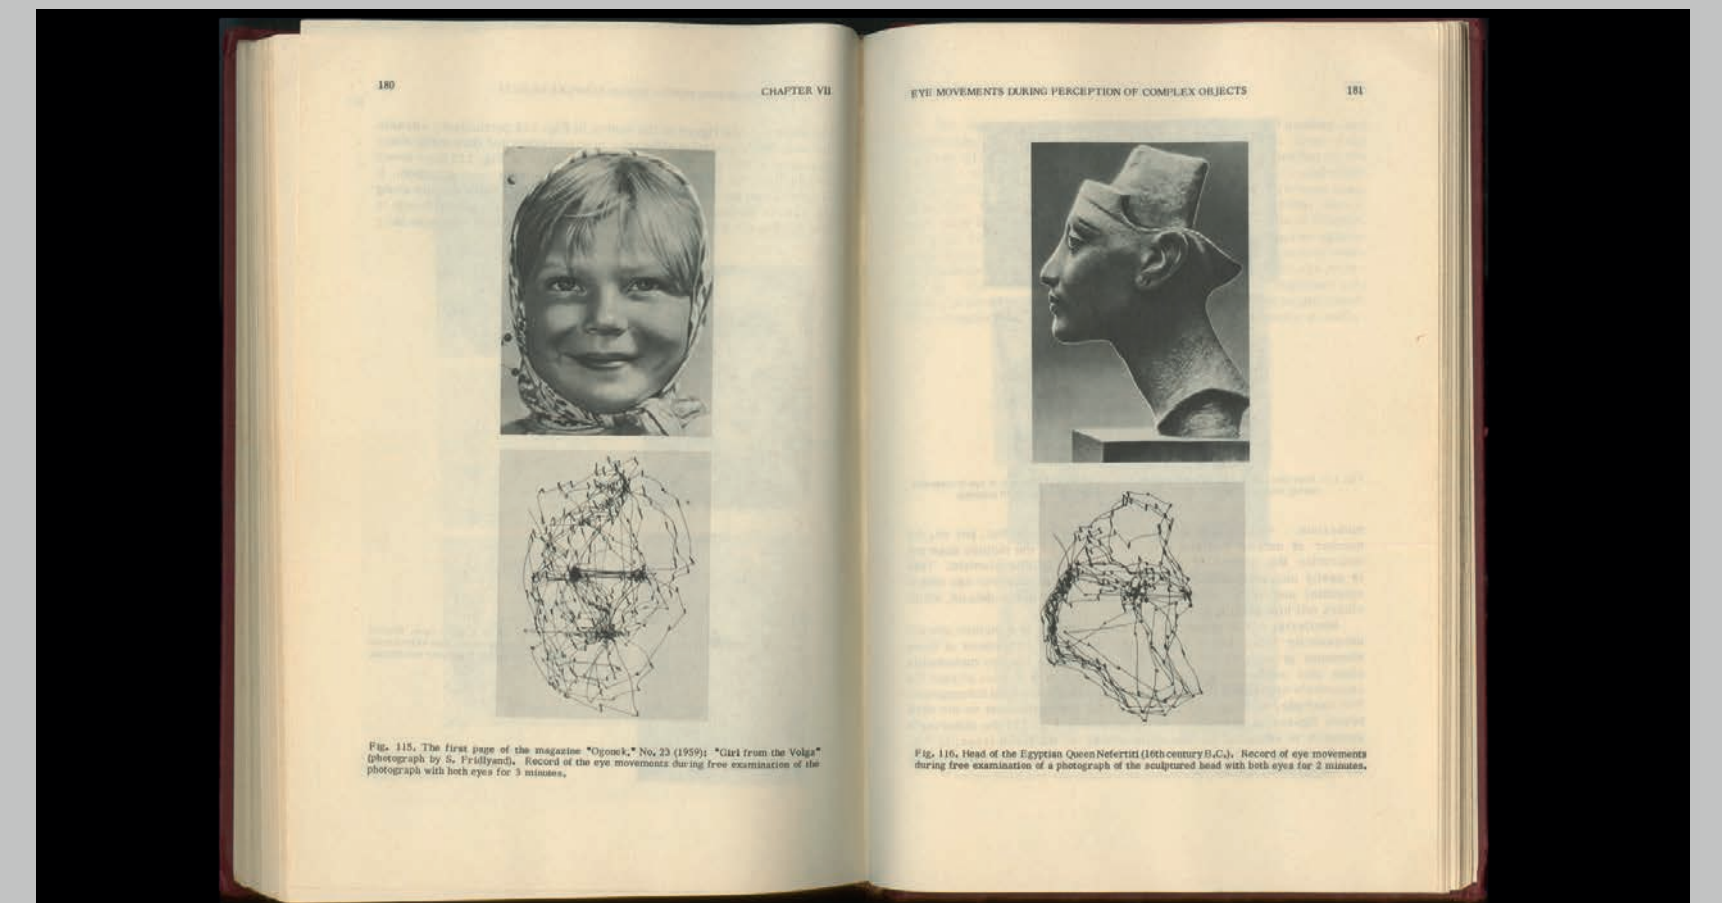 180
CHAPTER VII
Fig. 115. The first page of the magazine "Ogonek," No. 23 (1959): "Girl from the Volga"
(photograph by S. Fridlyand). Record of the eye movements during free examination of the
photograph with both eyes for 3 minutes.
EYE MOVEMENTS DURING PERCEPTION OF COMPLEX OBJECTS
181
Fig. 116. Head of the Egyptian Queen Nefertiti (16th century B.C.). Record of eye movements
during free examination of a photograph of the sculptured head with both eyes for 2 minutes.